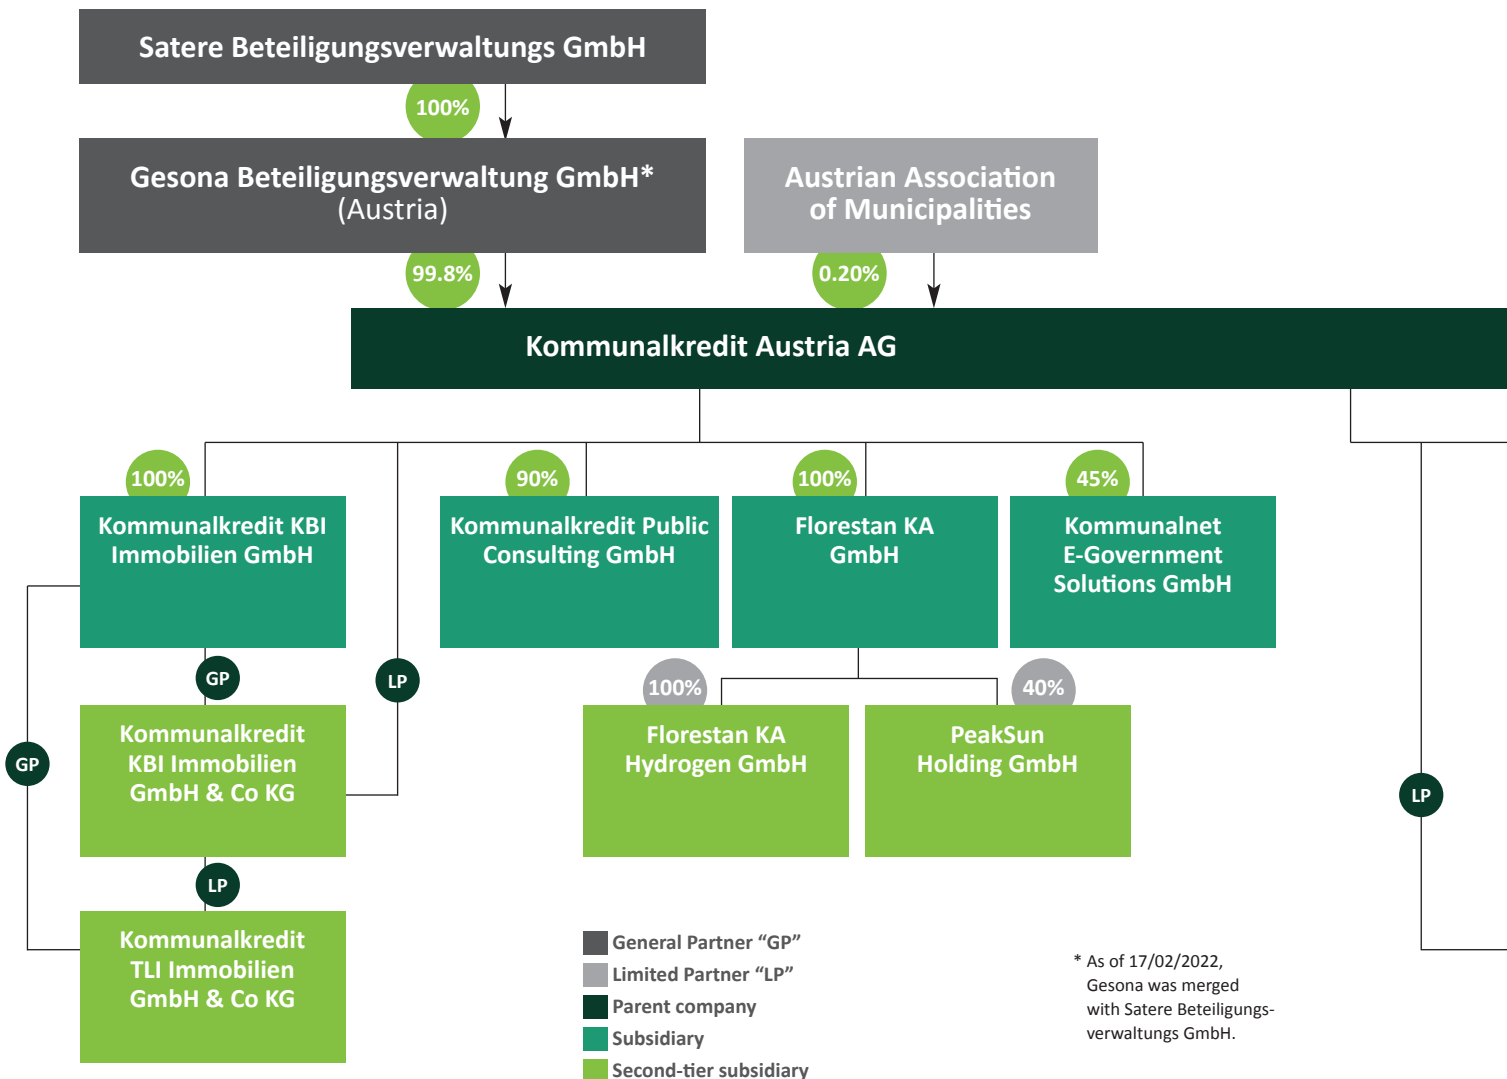 Satere Beteiligungsverwaltungs GmbH
100%
Gesona Beteiligungsverwaltung GmbH*
(Austria)
Austrian Association
of Municipalities
99.8%
0.20%
Kommunalkredit Austria AG
100%
90%
100%
45%
Kommunalkredit KBI
Immobilien GmbH
Kommunalkredit Public
Consulting GmbH
Florestan KA
GmbH
Kommunalnet
E-Government
Solutions GmbH
GP
LP
100%
40%
Kommunalkredit
KBI Immobilien
GmbH & Co KG
Florestan KA
Hydrogen GmbH
PeakSun
Holding GmbH
GP
LP
LP
Kommunalkredit
TLI Immobilien
GmbH & Co KG
General Partner “GP”
Limited Partner “LP”
Parent company
Subsidiary
Second-tier subsidiary
* As of 17/02/2022,
Gesona was merged
with Satere Beteiligungs-
verwaltungs GmbH.